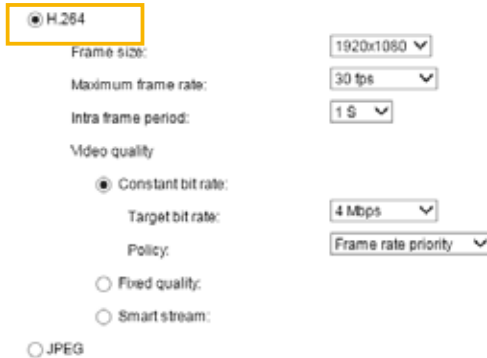 H.264
Frame size: 1920x1080
Maximum frame rate: 30 fps
Intra frame period: 1 S
Video quality
Constant bit rate:
Target bit rate: 4 Mbps
Policy: Frame rate priority
Fixed quality:
Smart stream:
JPEG